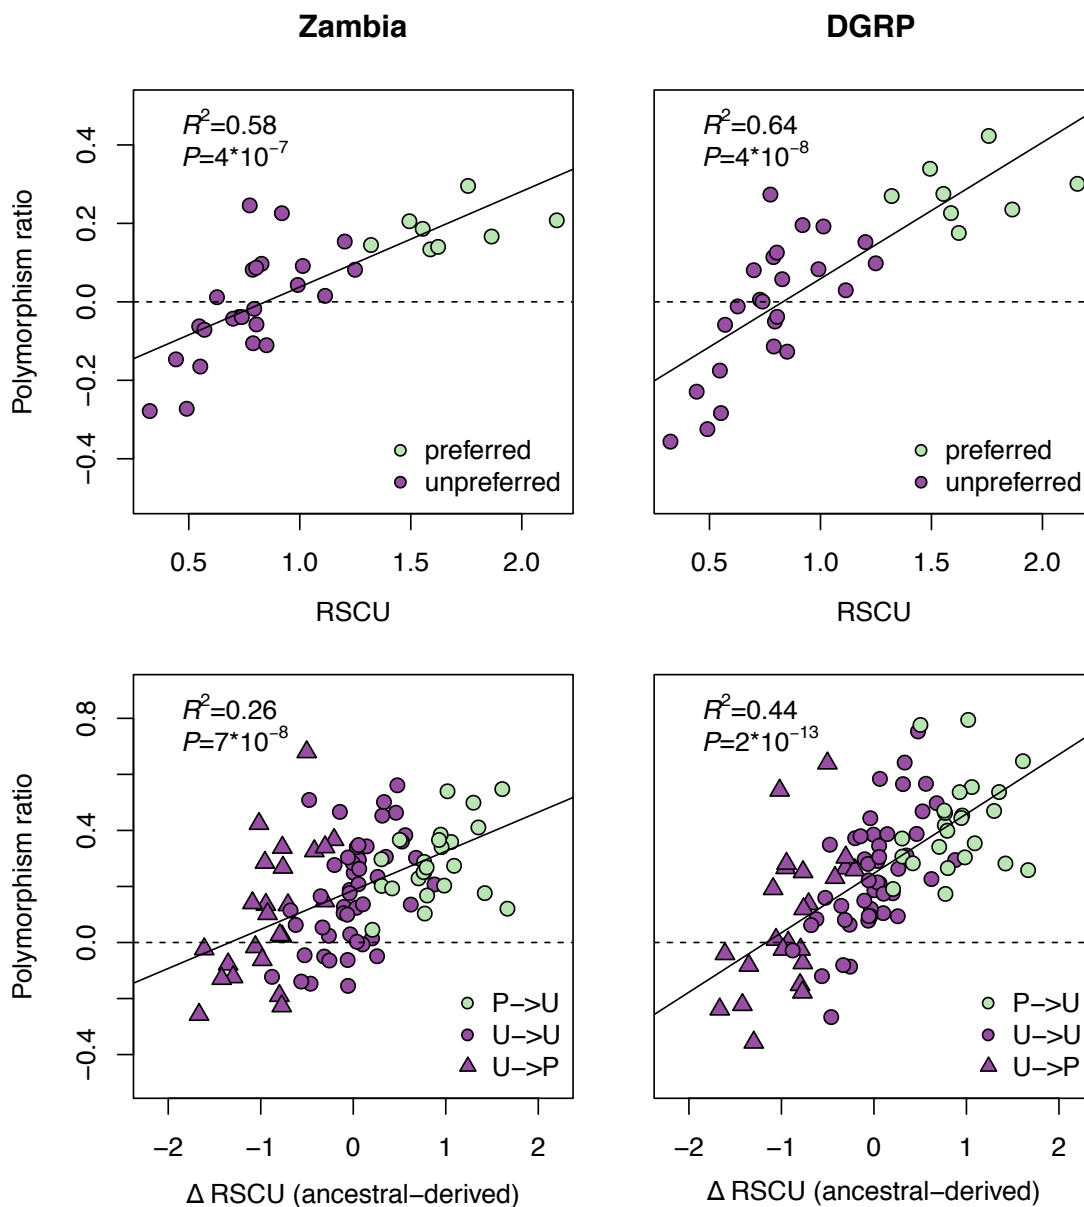 Zambia
DGRP
R²=0.58
P=4*10⁻⁷
Polymorphism ratio
0.4
0.2
0.0
−0.2
−0.4
preferred
unpreferred
0.5 1.0 1.5 2.0
RSCU
R²=0.64
P=4*10⁻⁸
preferred
unpreferred
0.5 1.0 1.5 2.0
RSCU
R²=0.26
P=7*10⁻⁸
Polymorphism ratio
0.8
0.4
0.0
−0.4
P−>U
U−>U
U−>P
−2 −1 0 1 2
Δ RSCU (ancestral−derived)
R²=0.44
P=2*10⁻¹³
P−>U
U−>U
U−>P
−2 −1 0 1 2
Δ RSCU (ancestral−derived)